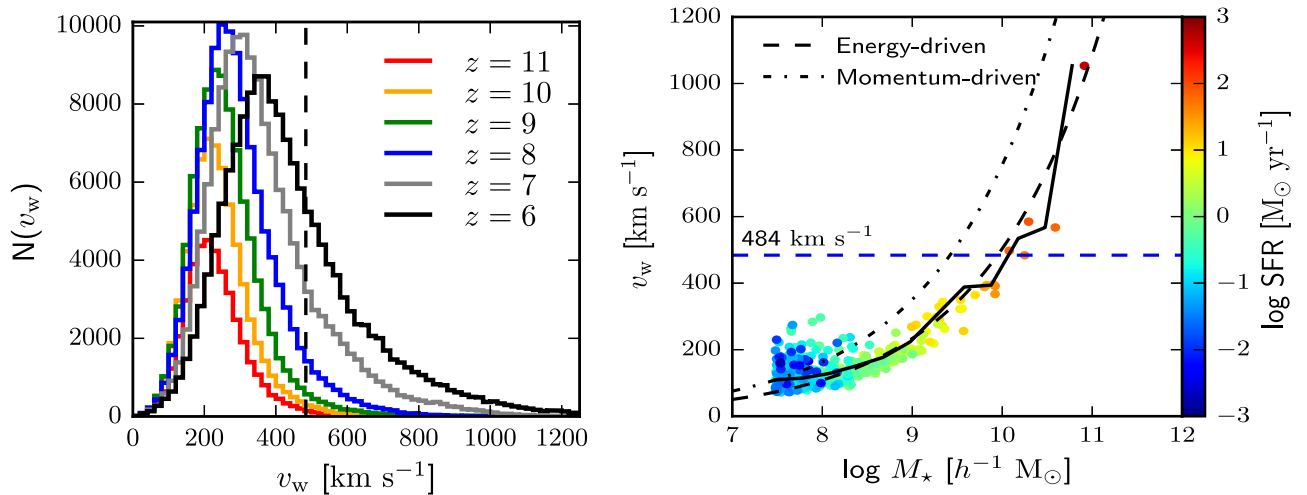 10000
8000
6000
4000
2000
0
N(v_w)
0 200 400 600 800 1000 1200
v_w [km s⁻¹]
z = 11
z = 10
z = 9
z = 8
z = 7
z = 6
1200
1000
800
600
400
200
0
v_w [km s⁻¹]
Energy-driven
Momentum-driven
484 km s⁻¹
7 8 9 10 11 12
log M⋆ [h⁻¹ M⊙]
3
2
1
0
−1
−2
−3
log SFR [M⊙ yr⁻¹]